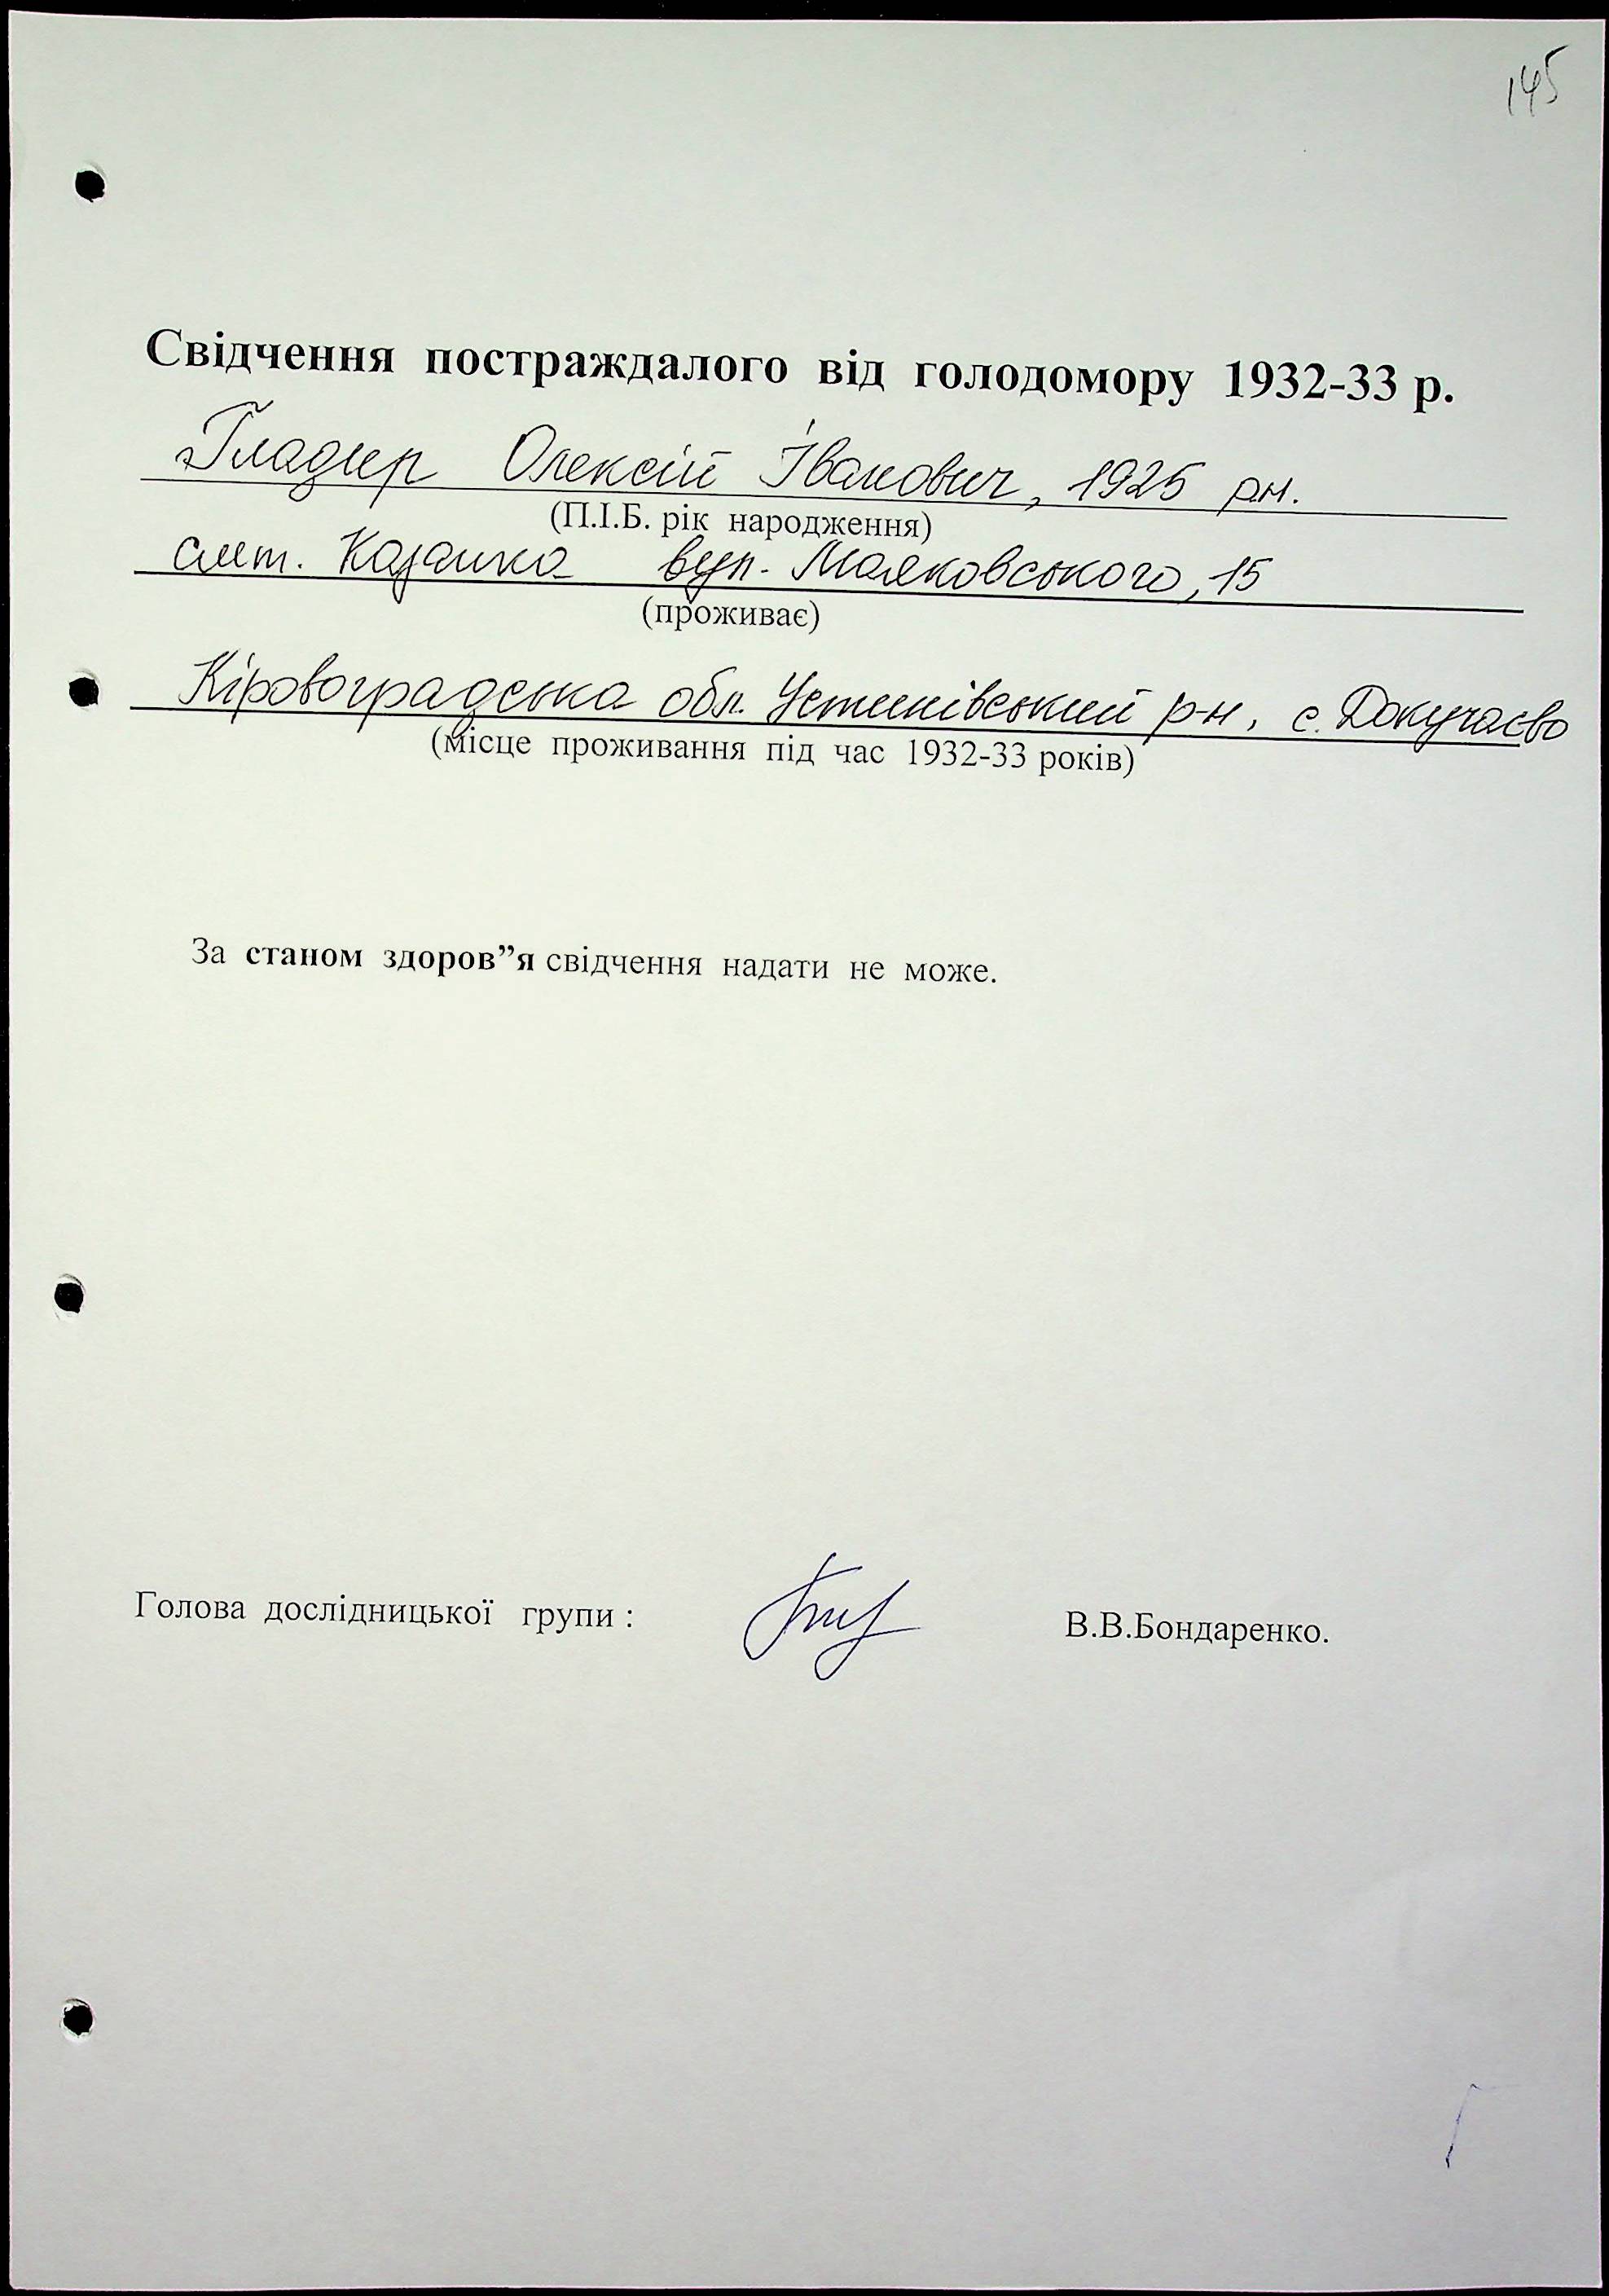 145
Свідчення постраждалого від голодомору 1932-33 р.
Гладир Олексій Іванович, 1925 р.н.
(П.І.Б. рік народження)
смт. Казанка вул. Маяковського, 15
(проживає)
Кіровоградська обл. Устинівський р-н, с. Докучаєво
(місце проживання під час 1932-33 років)
За станом здоров”я свідчення надати не може.
Голова дослідницької групи : В.В.Бондаренко.